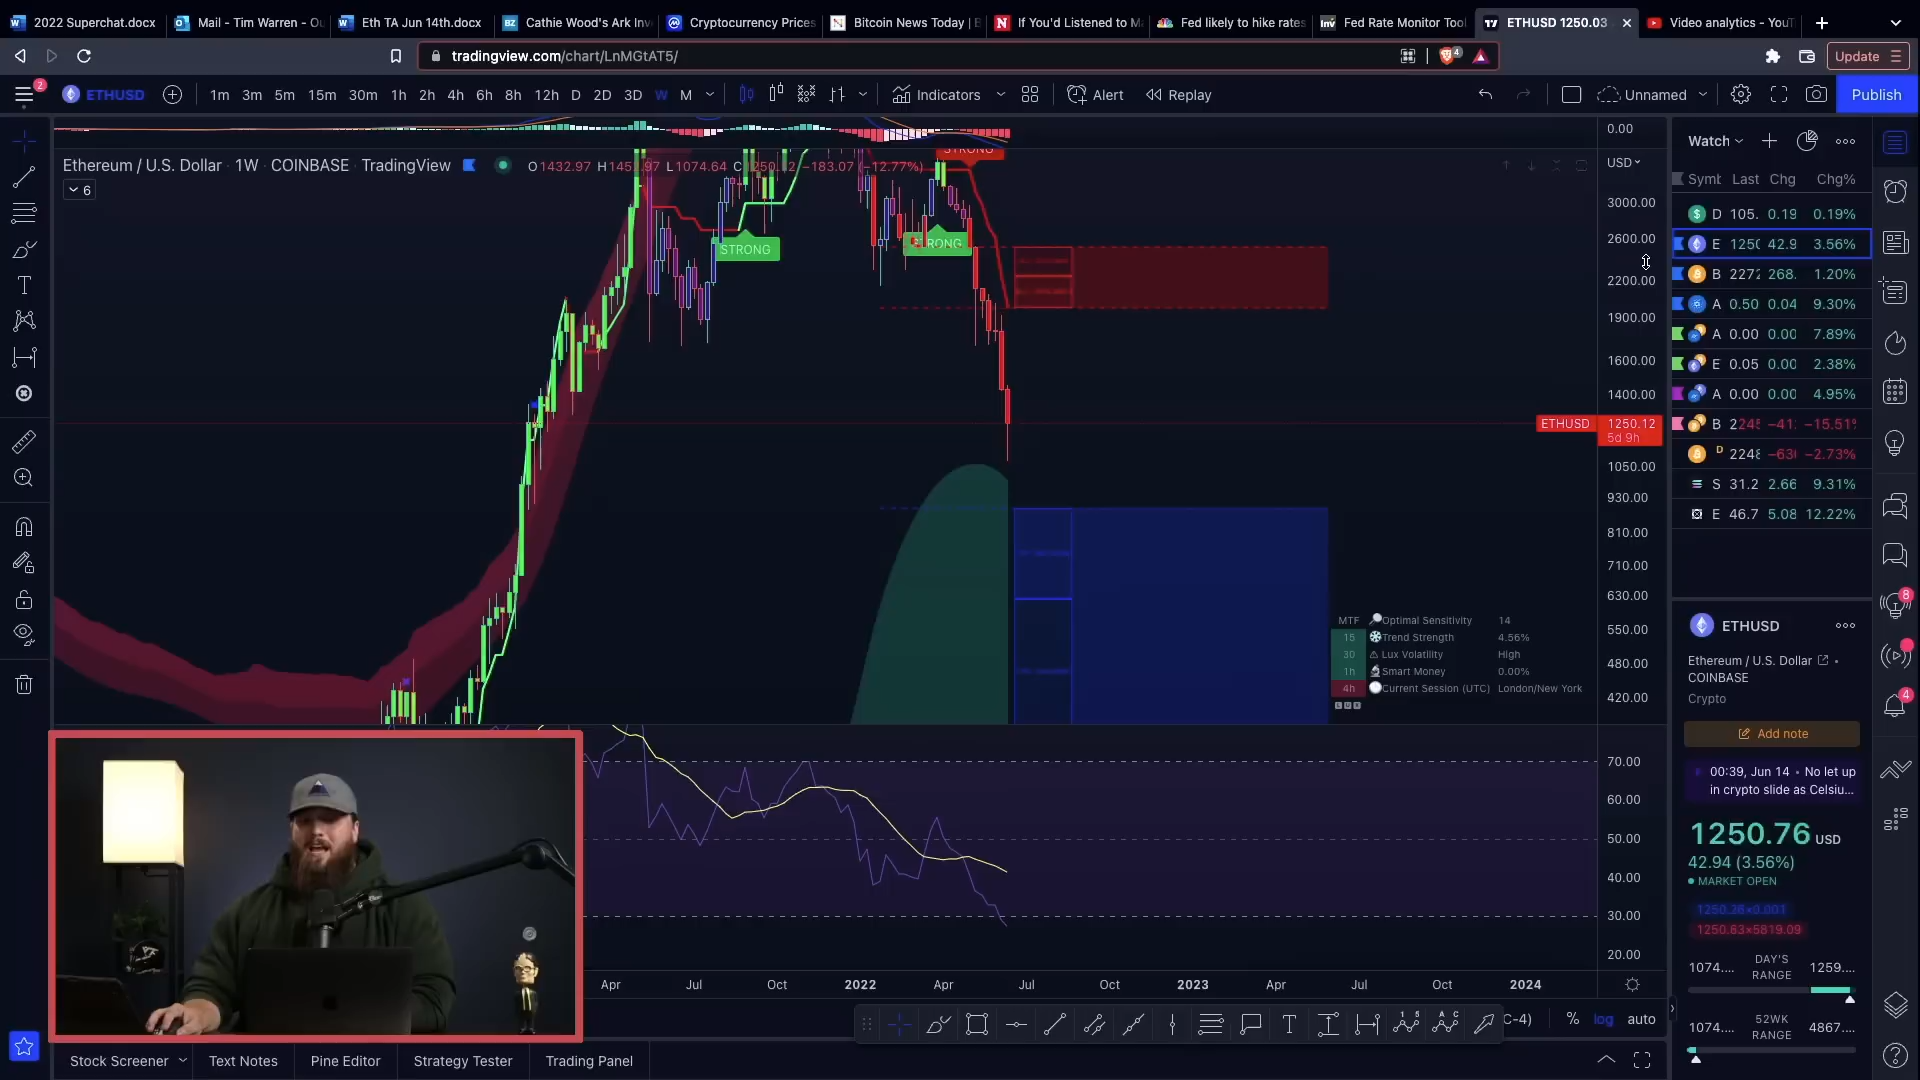 2022 Superchat.docx
Mail - Tim Warren - Ou
Eth TA Jun 14th.docx
Cathie Wood's Ark Inv
Cryptocurrency Prices
Bitcoin News Today | B
If You'd Listened to M
Fed likely to hike rates
Fed Rate Monitor Tool
ETHUSD 1250.03
Video analytics - YouT
tradingview.com/chart/LnMGtAT5/
4
Update
2
ETHUSD
1m 3m 5m 15m 30m 1h 2h 4h 6h 8h 12h D 2D 3D W M
Indicators
Alert
Replay
Unnamed
Publish
Ethereum / U.S. Dollar · 1W · COINBASE · TradingView
O1432.97 L1074.64 −183.07 (−12.77%)
6
STRONG
STRONG
0.00
USD
3000.00
2600.00
2200.00
1900.00
1600.00
1400.00
ETHUSD 1250.12
5d 9h
1050.00
930.00
810.00
710.00
630.00
550.00
480.00
420.00
MTF Optimal Sensitivity 14
15 Trend Strength 4.56%
30 Lux Volatility High
1h Smart Money 0.00%
4h Current Session (UTC) London/New York
LUX
70.00
60.00
50.00
40.00
30.00
20.00
Apr Jul Oct 2022 Apr Jul Oct 2023 Apr Jul Oct 2024
C-4) % log auto
Stock Screener
Text Notes
Pine Editor
Strategy Tester
Trading Panel
Watch
Symb Last Chg Chg%
D 105. 0.19 0.19%
E 1250 42.9 3.56%
B 2272 268. 1.20%
A 0.50 0.04 9.30%
A 0.00 0.00 7.89%
E 0.05 0.00 2.38%
A 0.00 0.00 4.95%
B 2245 −41. −15.51%
D 2248 −630 −2.73%
S 31.2 2.66 9.31%
E 46.7 5.08 12.22%
ETHUSD
Ethereum / U.S. Dollar •
COINBASE
Crypto
Add note
00:39, Jun 14 • No let up
in crypto slide as Celsiu...
1250.76 USD
42.94 (3.56%)
MARKET OPEN
1250.26×0.001
1250.63×5819.09
1074.... DAY'S RANGE 1259....
1074.... 52WK RANGE 4867....
8
4